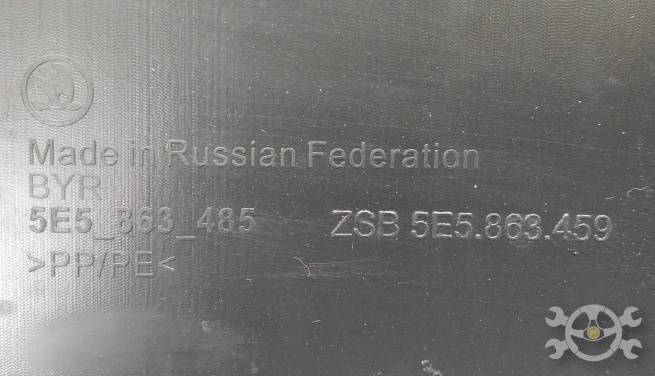 Made in Russian Federation
BYR
5E5_863_485 ZSB 5E5.863.459
>PP/PE<